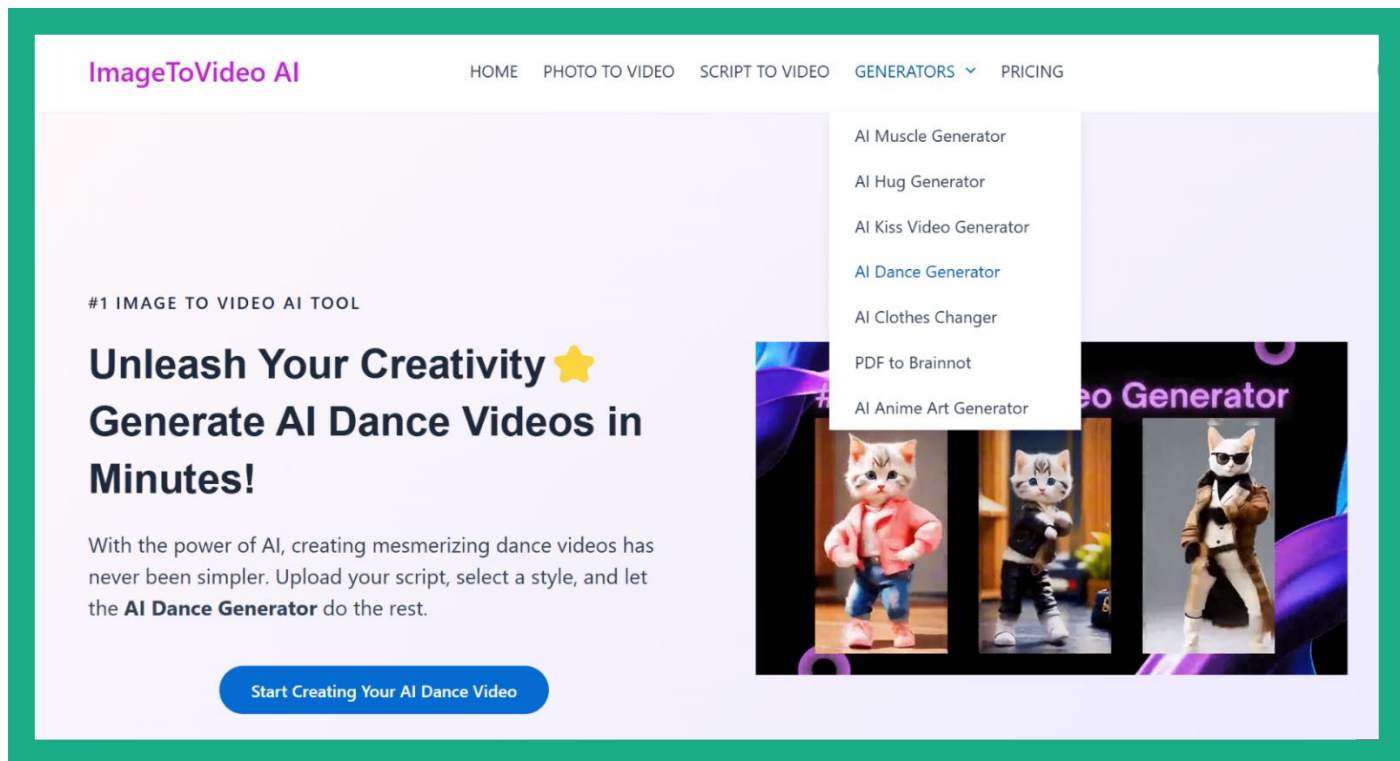 ImageToVideo AI
HOME PHOTO TO VIDEO SCRIPT TO VIDEO GENERATORS PRICING
AI Muscle Generator
AI Hug Generator
AI Kiss Video Generator
AI Dance Generator
AI Clothes Changer
PDF to Brainnot
AI Anime Art Generator
#1 IMAGE TO VIDEO AI TOOL
Unleash Your Creativity
Generate AI Dance Videos in
Minutes!
With the power of AI, creating mesmerizing dance videos has
never been simpler. Upload your script, select a style, and let
the AI Dance Generator do the rest.
Start Creating Your AI Dance Video
Generator